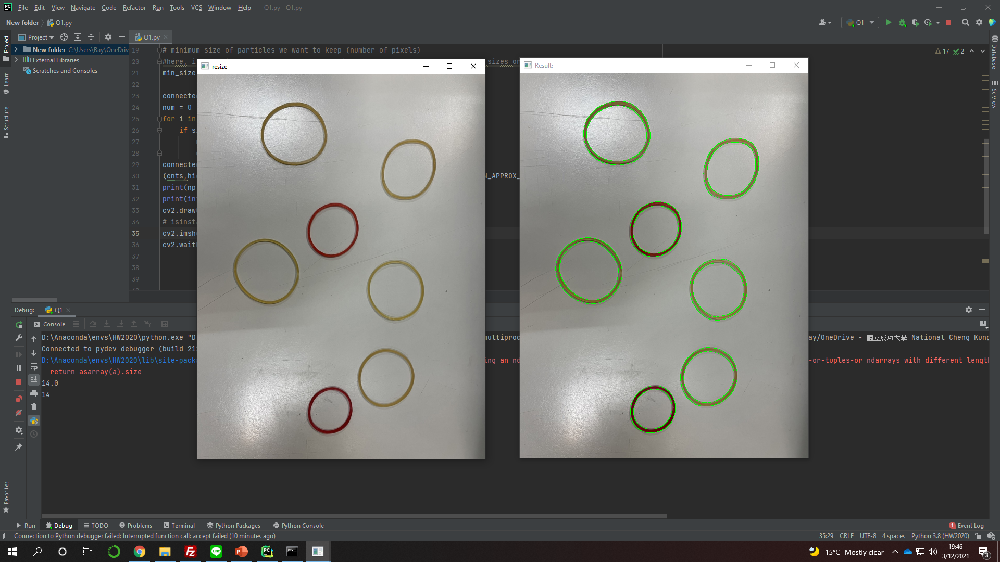 PC File Edit View Navigate Code Refactor Run Tools VCS Window Help Q1.py - Q1.py
New folder Q1.py
Q1
Project
Q1.py
New folder C:\Users\Ray\OneDriv
External Libraries
Scratches and Consoles
Project
Learn
Structure
Favorites
Database
SciView
17 2
19 # minimum size of particles we want to keep (number of pixels)
20 #here, i sizes or
21 min_size
22
23 connecte
24 num = 0
25 for i in
26 if s
27
28
29 connecte
30 (cnts,hi N_APPROX_
31 print(np
32 print(in
33 cv2.draw
34 # isinst
35 cv2.imsh
36 cv2.wait
37
38
39
resize
Result:
Debug: Q1
Console
D:\Anaconda\envs\HW2020\python.exe "D multiproc ay/OneDrive - 國立成功大學 National Cheng Kung
Connected to pydev debugger (build 21
D:\Anaconda\envs\HW2020\lib\site-pack ing an nd -or-tuples-or ndarrays with different length
return asarray(a).size
14.0
14
Run Debug TODO Problems Terminal Python Packages Python Console 1 Event Log
Connection to Python debugger failed: Interrupted function call: accept failed (10 minutes ago) 35:29 CRLF UTF-8 4 spaces Python 3.8 (HW2020)
15°C Mostly clear
19:46
3/12/2021
3